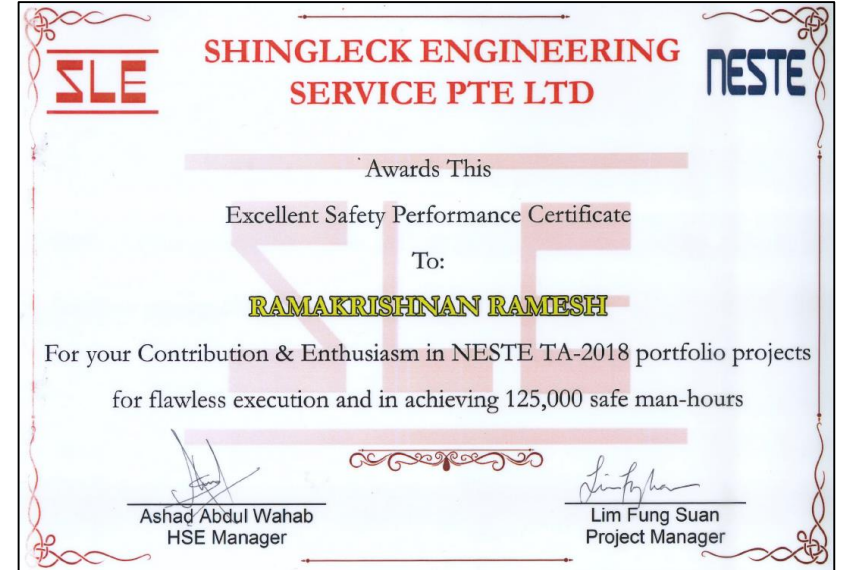 SLE
SHINGLECK ENGINEERING
SERVICE PTE LTD
NESTE
Awards This
Excellent Safety Performance Certificate
To:
RAMAKRISHNAN RAMESH
For your Contribution & Enthusiasm in NESTE TA-2018 portfolio projects
for flawless execution and in achieving 125,000 safe man-hours
Ashad Abdul Wahab
HSE Manager
Lim Fung Suan
Project Manager